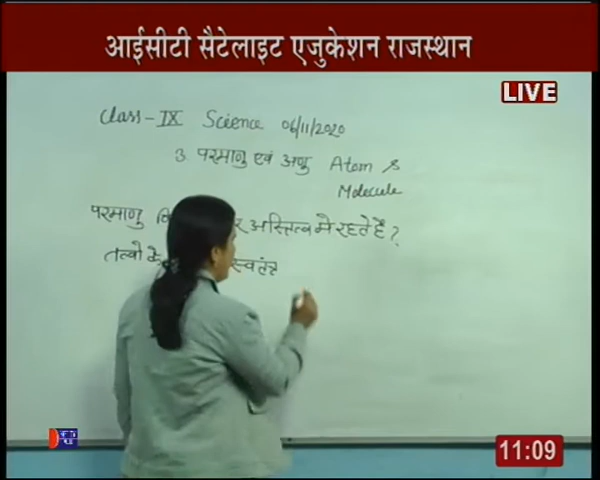 आईसीटी सैटेलाइट एजुकेशन राजस्थान
LIVE
Class-IX Science 06/11/2020
3 परमाणु एवं अणु Atom &
Molecule
परमाणु अस्तित्व में रहते हैं?
तत्वों के स्वतंत्र
11:09